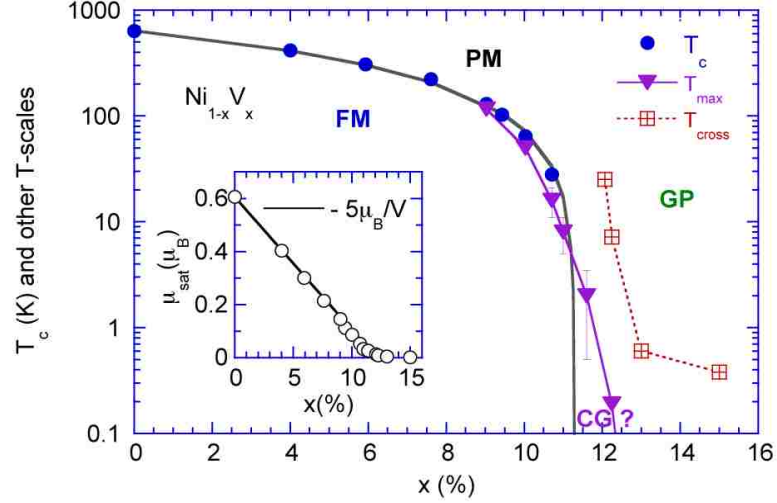 1000
100
10
1
0.1
T_c (K) and other T-scales
Ni_{1-x}V_x
PM
FM
GP
CG ?
T_c
T_max
T_cross
0.6
0.4
0.2
0
μ_sat(μ_B)
- 5μ_B/V
0 5 10 15
x(%)
0 2 4 6 8 10 12 14 16
x (%)